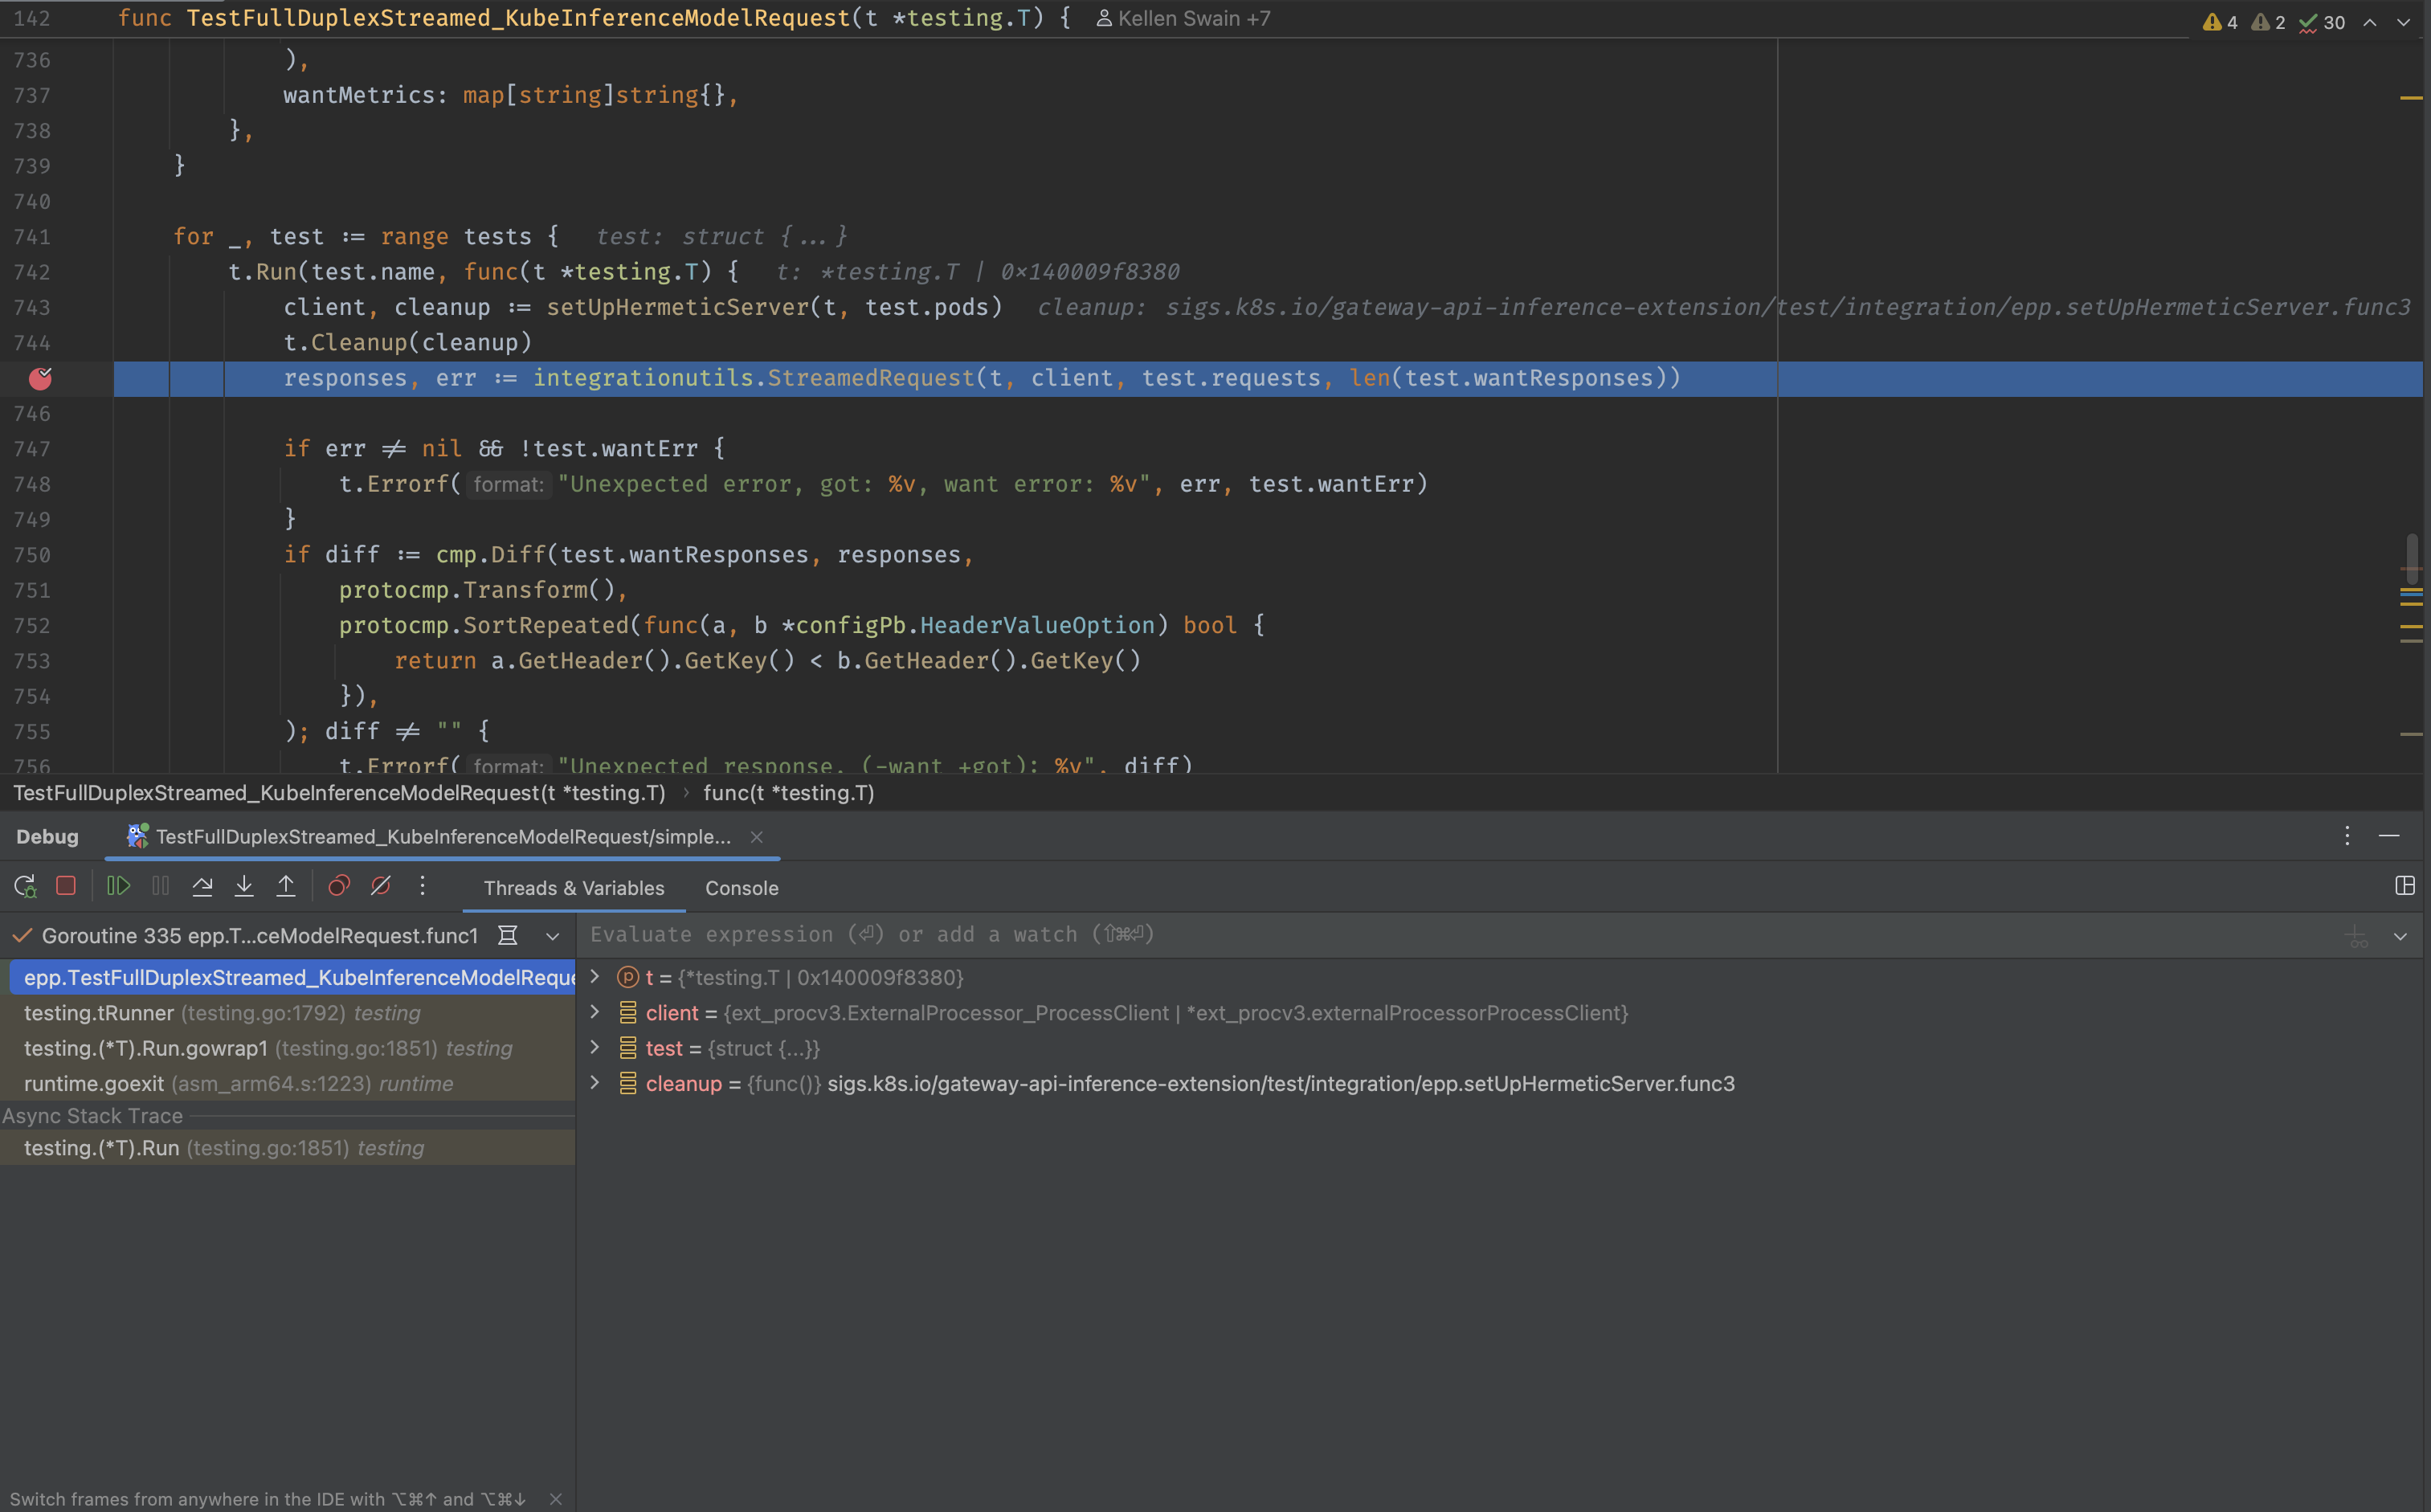 142 func TestFullDuplexStreamed_KubeInferenceModelRequest(t *testing.T) { Kellen Swain +7 4 2 30
736 ),
737 wantMetrics: map[string]string{},
738 },
739 }
740
741 for _, test := range tests { test: struct {...}
742 t.Run(test.name, func(t *testing.T) { t: *testing.T | 0x140009f8380
743 client, cleanup := setUpHermeticServer(t, test.pods) cleanup: sigs.k8s.io/gateway-api-inference-extension/test/integration/epp.setUpHermeticServer.func3
744 t.Cleanup(cleanup)
responses, err := integrationutils.StreamedRequest(t, client, test.requests, len(test.wantResponses))
746
747 if err ≠ nil && !test.wantErr {
748 t.Errorf( format: "Unexpected error, got: %v, want error: %v", err, test.wantErr)
749 }
750 if diff := cmp.Diff(test.wantResponses, responses,
751 protocmp.Transform(),
752 protocmp.SortRepeated(func(a, b *configPb.HeaderValueOption) bool {
753 return a.GetHeader().GetKey() < b.GetHeader().GetKey()
754 }),
755 ); diff ≠ "" {
756 t.Errorf( format: "Unexpected response, (-want +got): %v", diff)
TestFullDuplexStreamed_KubeInferenceModelRequest(t *testing.T) › func(t *testing.T)
Debug TestFullDuplexStreamed_KubeInferenceModelRequest/simple...
Threads & Variables Console
Goroutine 335 epp.T...ceModelRequest.func1
Evaluate expression (⏎) or add a watch (⇧⌘⏎)
epp.TestFullDuplexStreamed_KubeInferenceModelReque
testing.tRunner (testing.go:1792) testing
testing.(*T).Run.gowrap1 (testing.go:1851) testing
runtime.goexit (asm_arm64.s:1223) runtime
Async Stack Trace
testing.(*T).Run (testing.go:1851) testing
t = {*testing.T | 0x140009f8380}
client = {ext_procv3.ExternalProcessor_ProcessClient | *ext_procv3.externalProcessorProcessClient}
test = {struct {...}}
cleanup = {func()} sigs.k8s.io/gateway-api-inference-extension/test/integration/epp.setUpHermeticServer.func3
Switch frames from anywhere in the IDE with ⌥⌘↑ and ⌥⌘↓